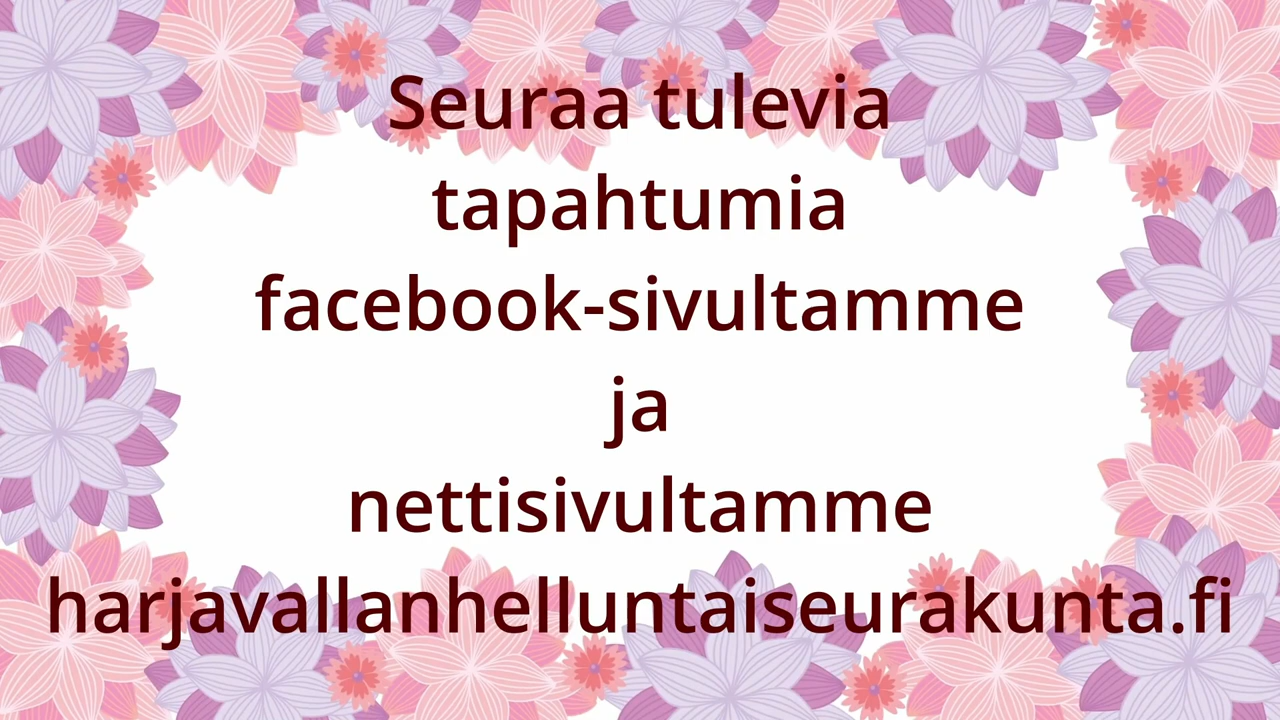 Seuraa tulevia
tapahtumia
facebook-sivultamme
ja
nettisivultamme
harjavallanhelluntaiseurakunta.fi